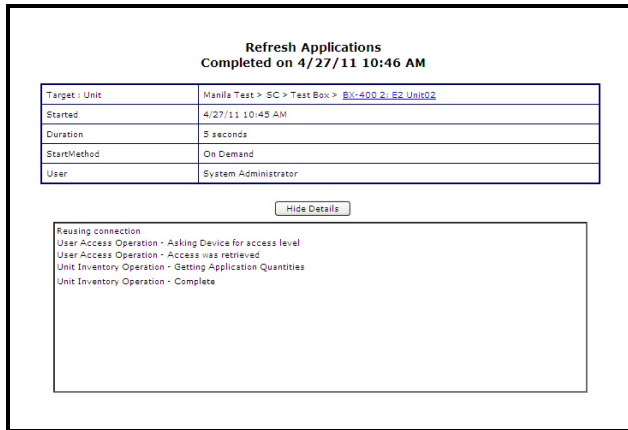 Refresh Applications
Completed on 4/27/11 10:46 AM
Target : Unit Manila Test > SC > Test Box > BX-400 2: E2 Unit02
Started 4/27/11 10:45 AM
Duration 5 seconds
StartMethod On Demand
User System Administrator
Hide Details
Reusing connection
User Access Operation - Asking Device for access level
User Access Operation - Access was retrieved
Unit Inventory Operation - Getting Application Quantities
Unit Inventory Operation - Complete